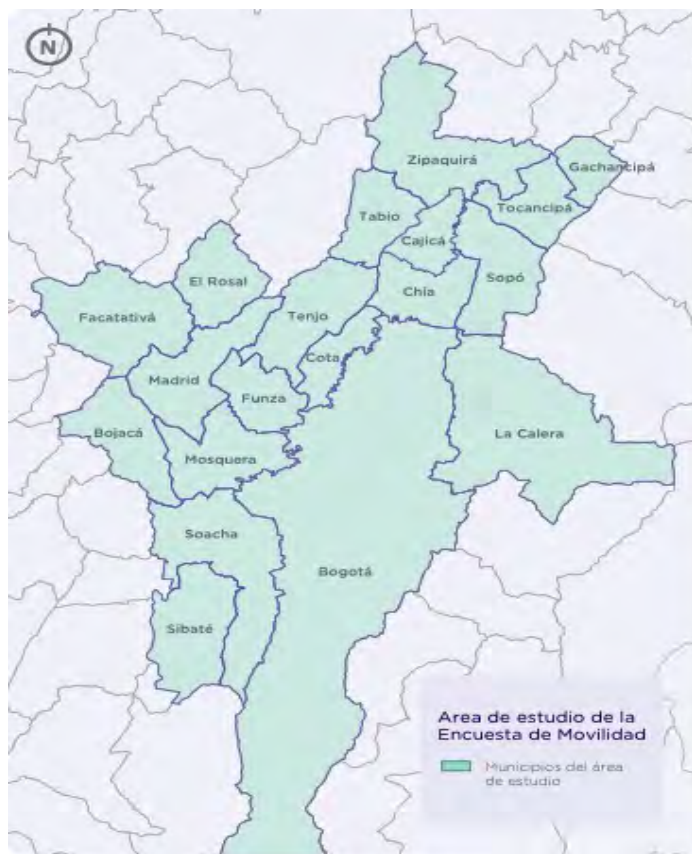 N
Zipaquirá
Gachancipá
Tabio
Tocancipá
Cajicá
El Rosal
Sopó
Chía
Facatativá
Tenjo
Cota
Madrid
Funza
Bojacá
La Calera
Mosquera
Soacha
Bogotá
Sibaté
Area de estudio de la
Encuesta de Movilidad
Municipios del área
de estudio